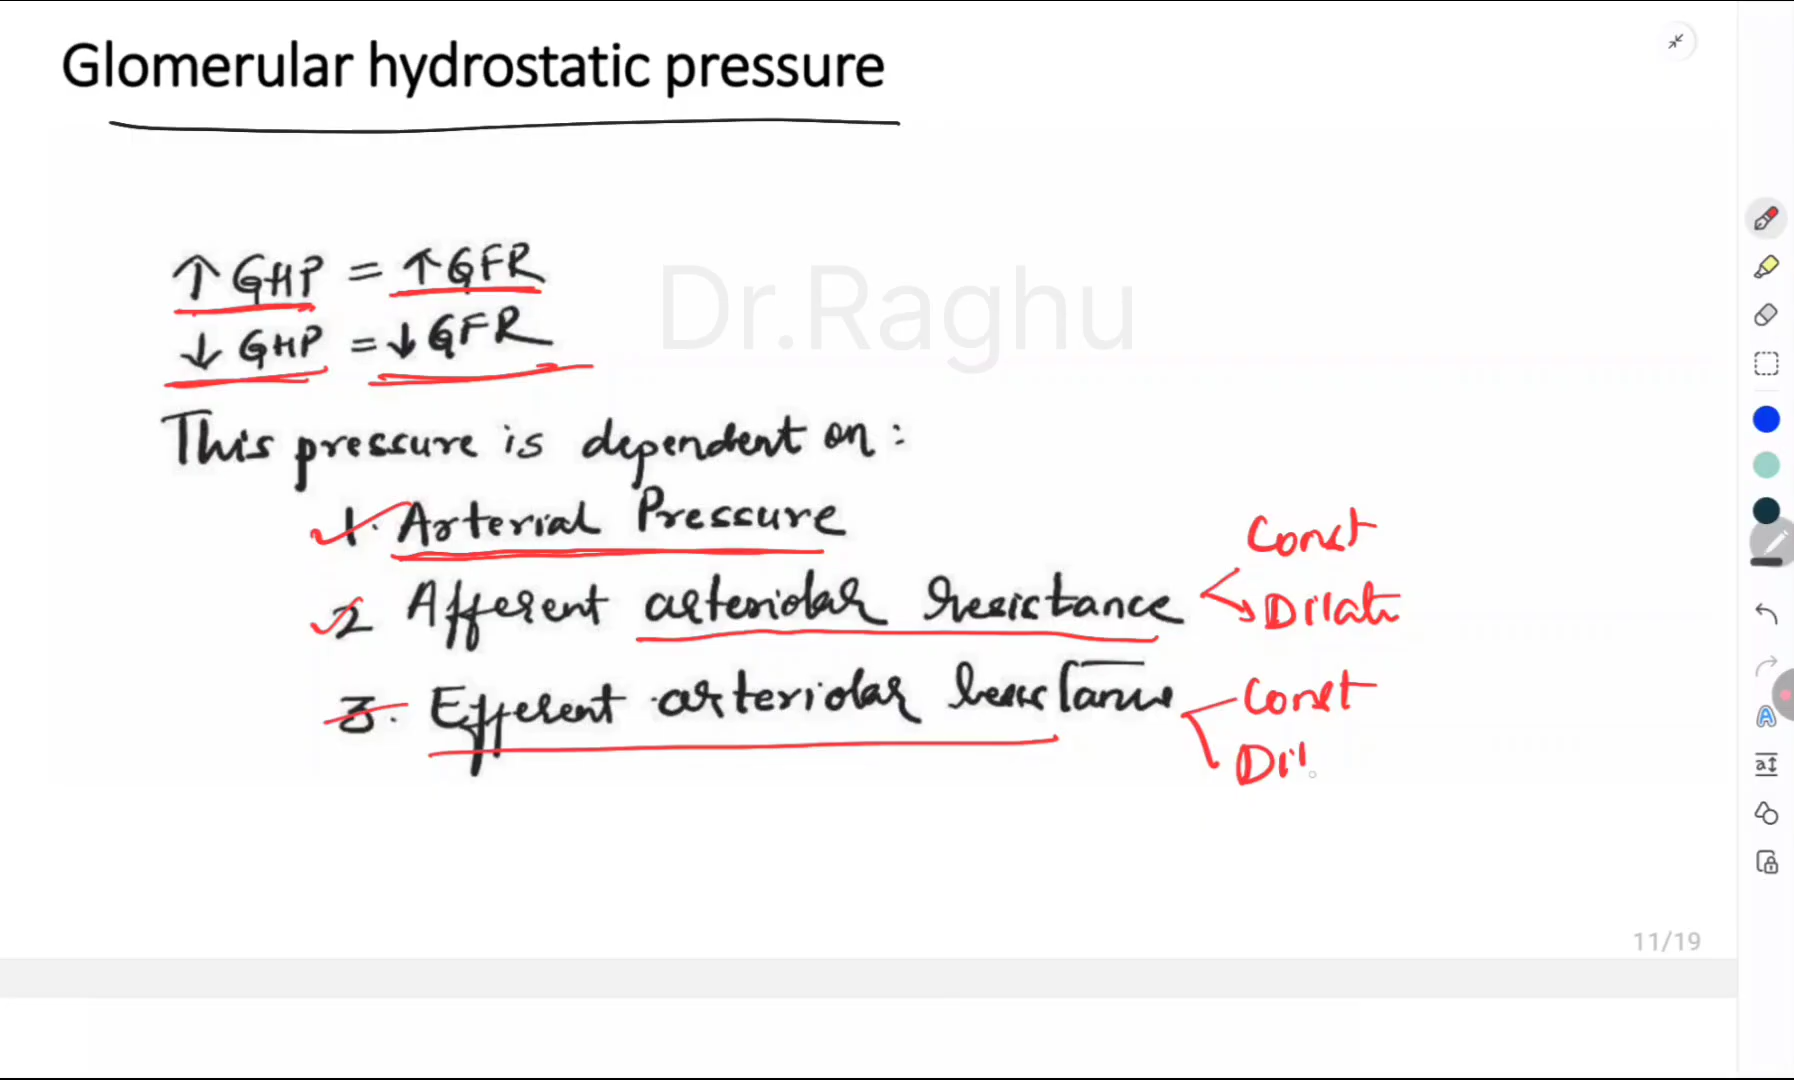 Glomerular hydrostatic pressure
↑ GHP = ↑ GFR
↓ GHP = ↓ GFR
Dr.Raghu
This pressure is dependent on :
1. Arterial Pressure
2 Afferent arteriolar resistance
Const
Dilate
3. Efferent arteriolar resistance
Const
Dil
11/19